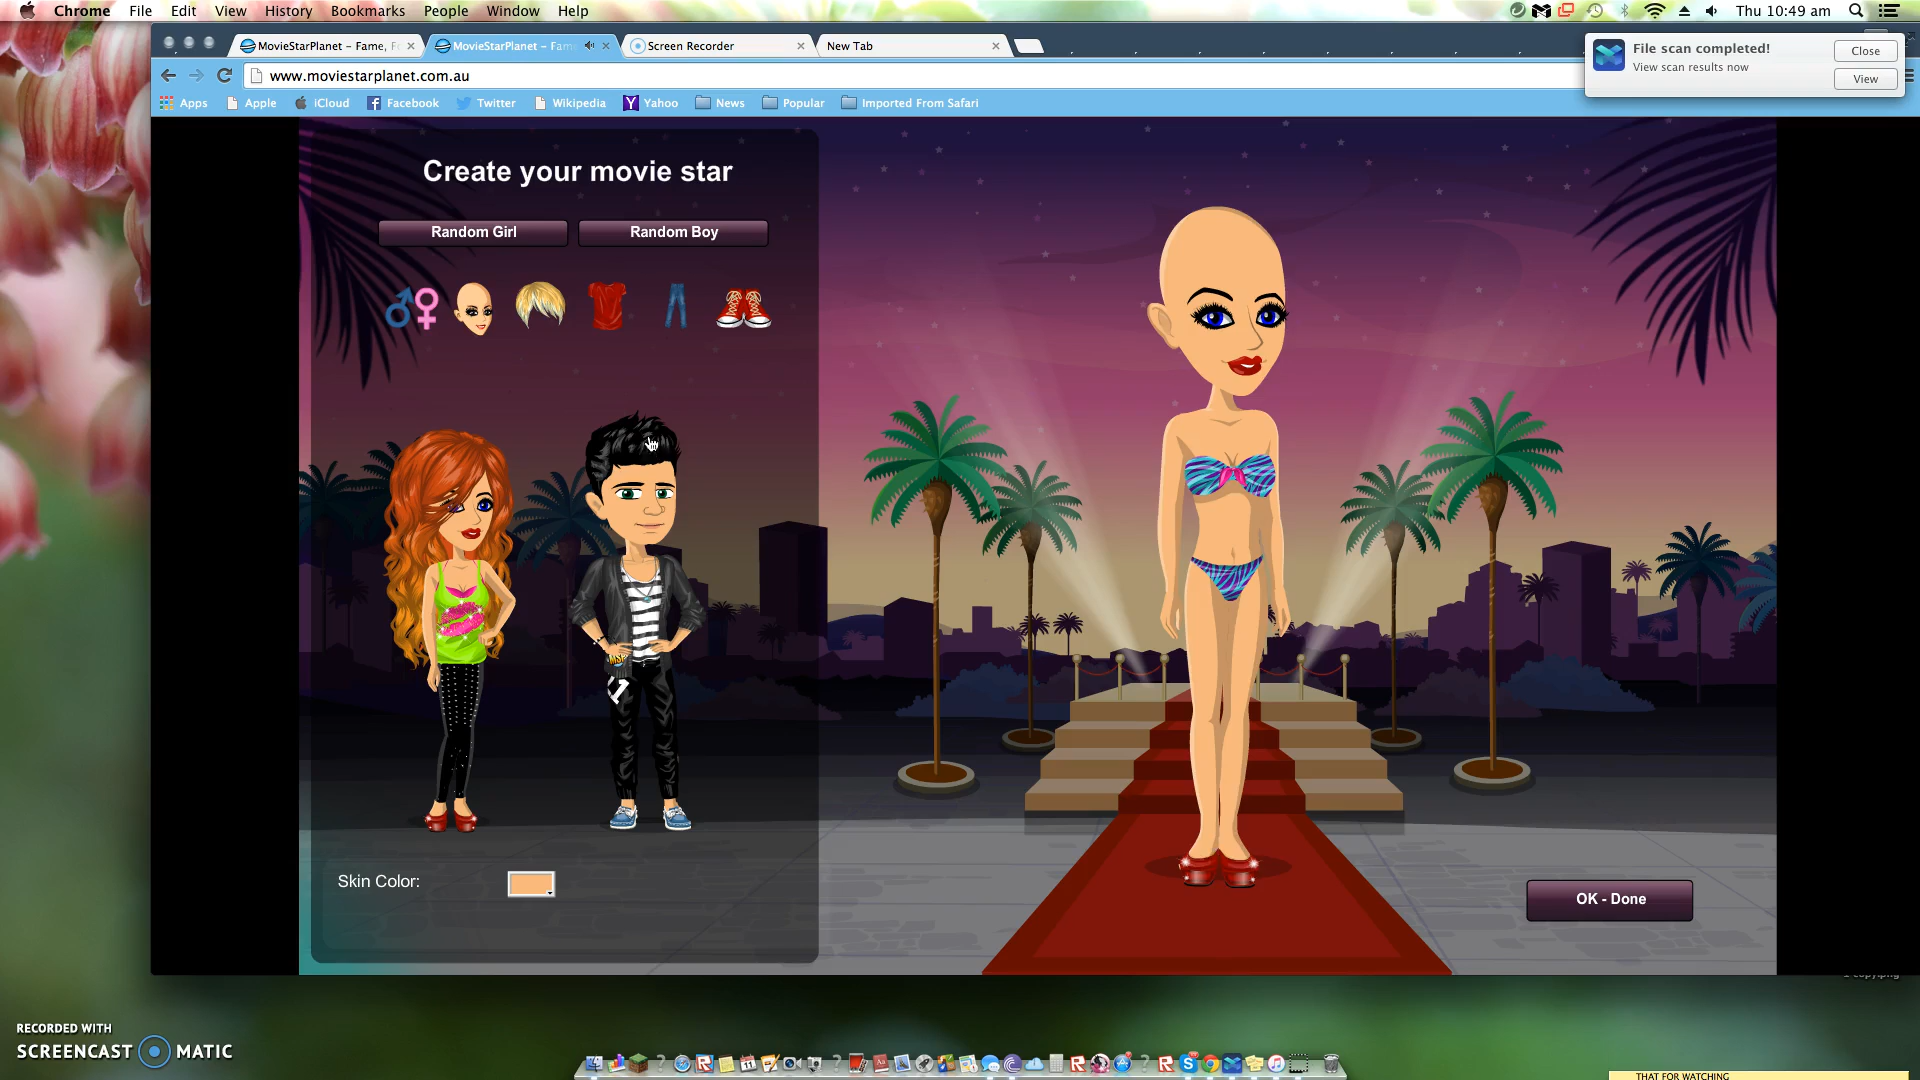 Chrome File Edit View History Bookmarks People Window Help
Thu 10:49 am
MovieStarPlanet – Fame, F
MovieStarPlanet – Fam
Screen Recorder
New Tab
www.moviestarplanet.com.au
Apps Apple iCloud Facebook Twitter Wikipedia Yahoo News Popular Imported From Safari
File scan completed!
View scan results now
Close
View
Create your movie star
Random Girl
Random Boy
Skin Color:
OK - Done
RECORDED WITH
SCREENCAST MATIC
THAT FOR WATCHING